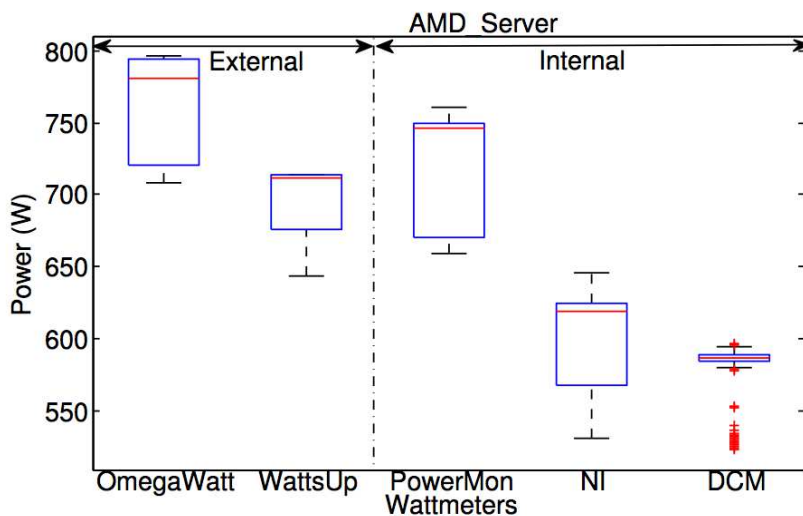 AMD_Server
External
Internal
800
750
700
650
600
550
Power (W)
OmegaWatt
WattsUp
PowerMon
NI
DCM
Wattmeters